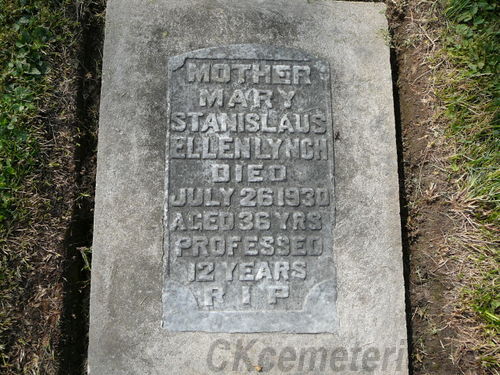 MOTHER
MARY
STANISLAUS
ELLEN LYNCH
DIED
JULY 26 1930
AGED 36 YRS
PROFESSED
12 YEARS
R I P
CKcemeteri